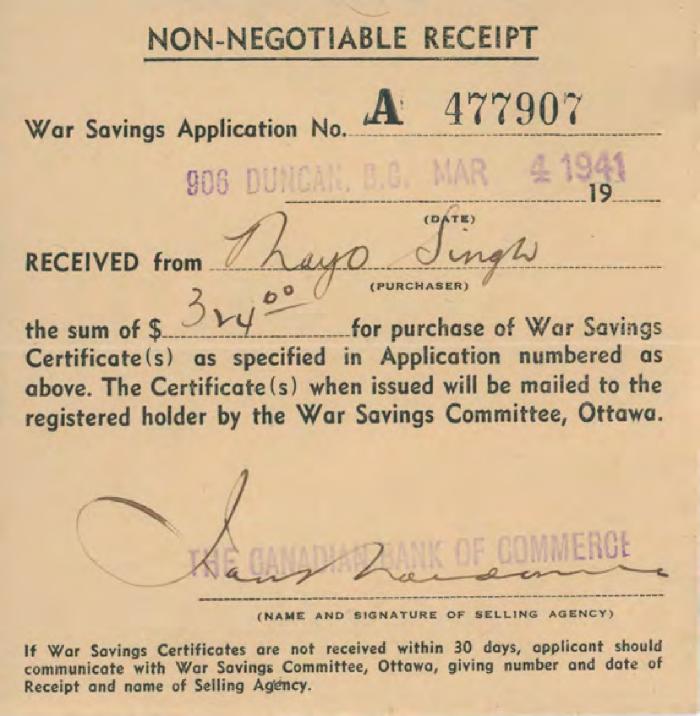 NON-NEGOTIABLE RECEIPT
War Savings Application No. A 477907
906 DUNCAN, B.C. MAR 4 1941
19
(DATE)
RECEIVED from Mayo Singh
(PURCHASER)
the sum of $ 324.00 for purchase of War Savings
Certificate(s) as specified in Application numbered as
above. The Certificate(s) when issued will be mailed to the
registered holder by the War Savings Committee, Ottawa.
THE CANADIAN BANK OF COMMERCE
(NAME AND SIGNATURE OF SELLING AGENCY)
If War Savings Certificates are not received within 30 days, applicant should
communicate with War Savings Committee, Ottawa, giving number and date of
Receipt and name of Selling Agency.